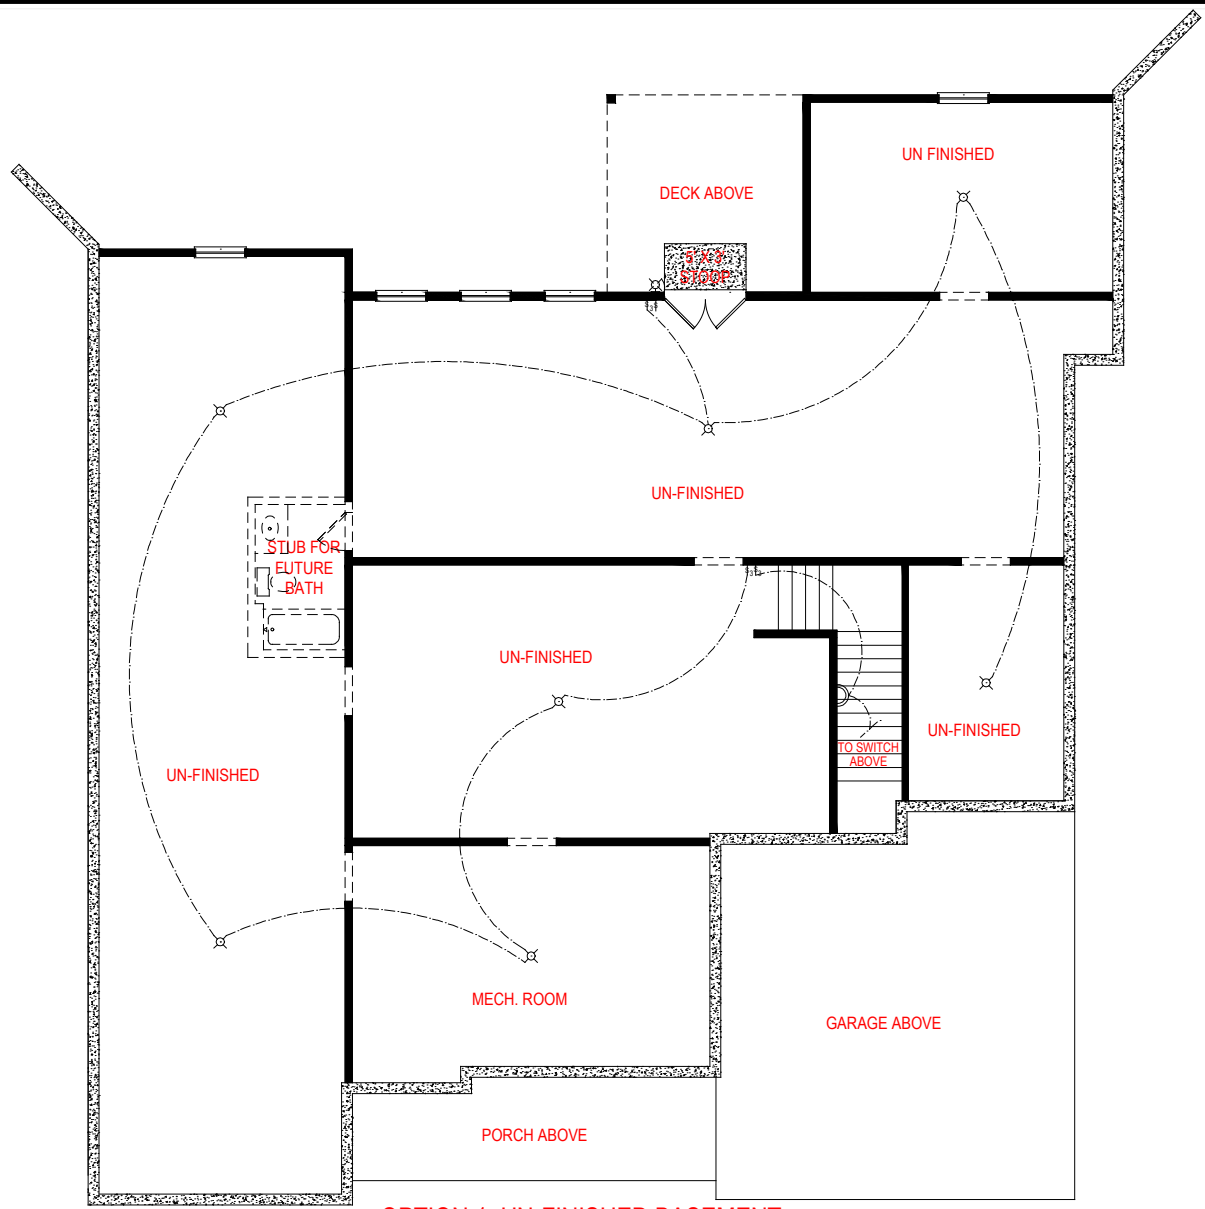 UN FINISHED
DECK ABOVE
5' X 3'
STOOP
UN-FINISHED
STUB FOR
FUTURE
BATH
UN-FINISHED
UN-FINISHED
TO SWITCH
ABOVE
UN-FINISHED
MECH. ROOM
GARAGE ABOVE
PORCH ABOVE